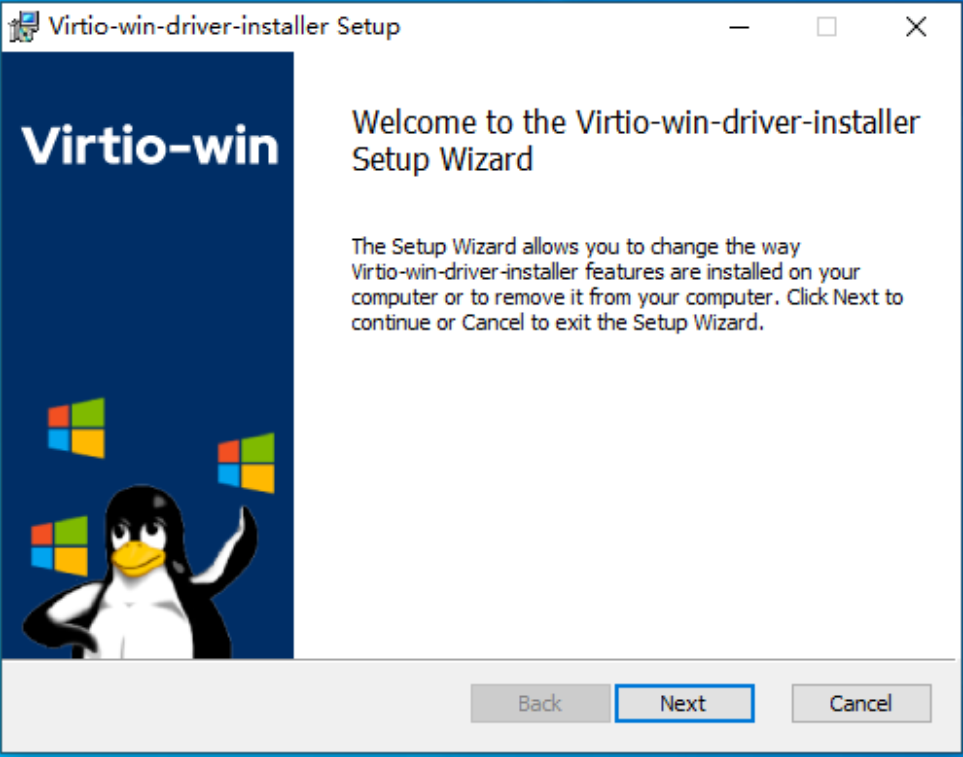 Virtio-win-driver-installer Setup
Virtio-win
Welcome to the Virtio-win-driver-installer
Setup Wizard
The Setup Wizard allows you to change the way
Virtio-win-driver-installer features are installed on your
computer or to remove it from your computer. Click Next to
continue or Cancel to exit the Setup Wizard.
Back Next Cancel